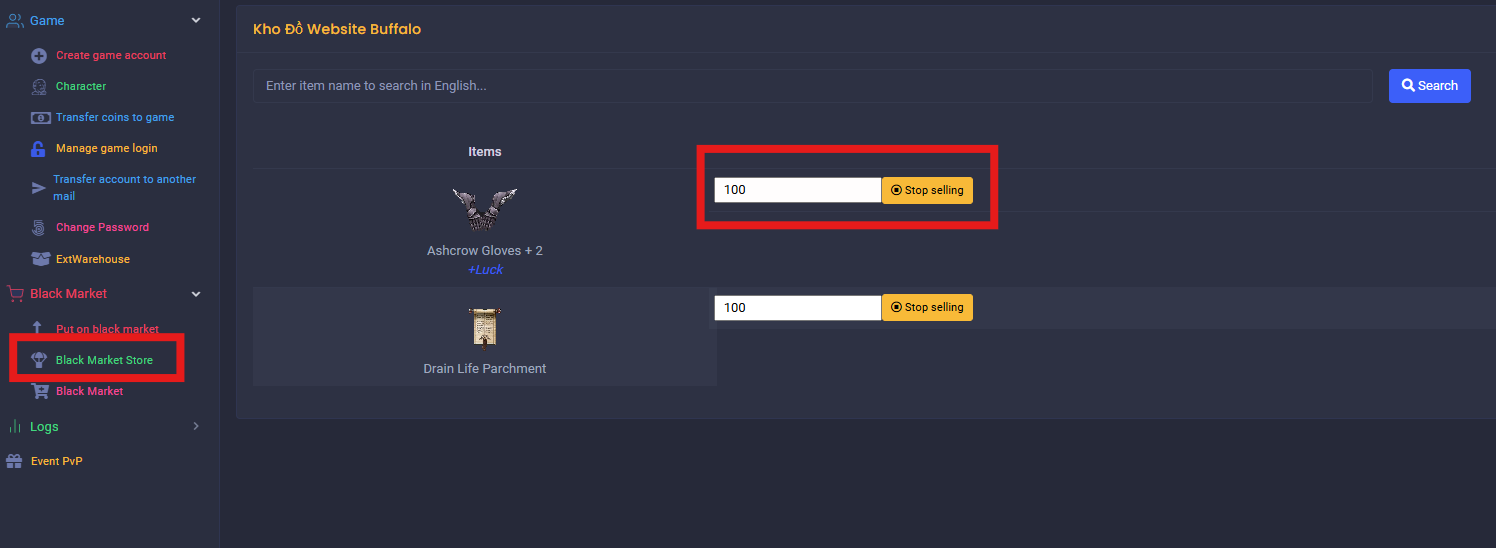 Game
Create game account
Character
Transfer coins to game
Manage game login
Transfer account to another
mail
Change Password
ExtWarehouse
Black Market
Put on black market
Black Market Store
Black Market
Logs
Event PvP
Kho Đồ Website Buffalo
Enter item name to search in English...
Search
Items
100
Stop selling
Ashcrow Gloves + 2
+Luck
100
Stop selling
Drain Life Parchment